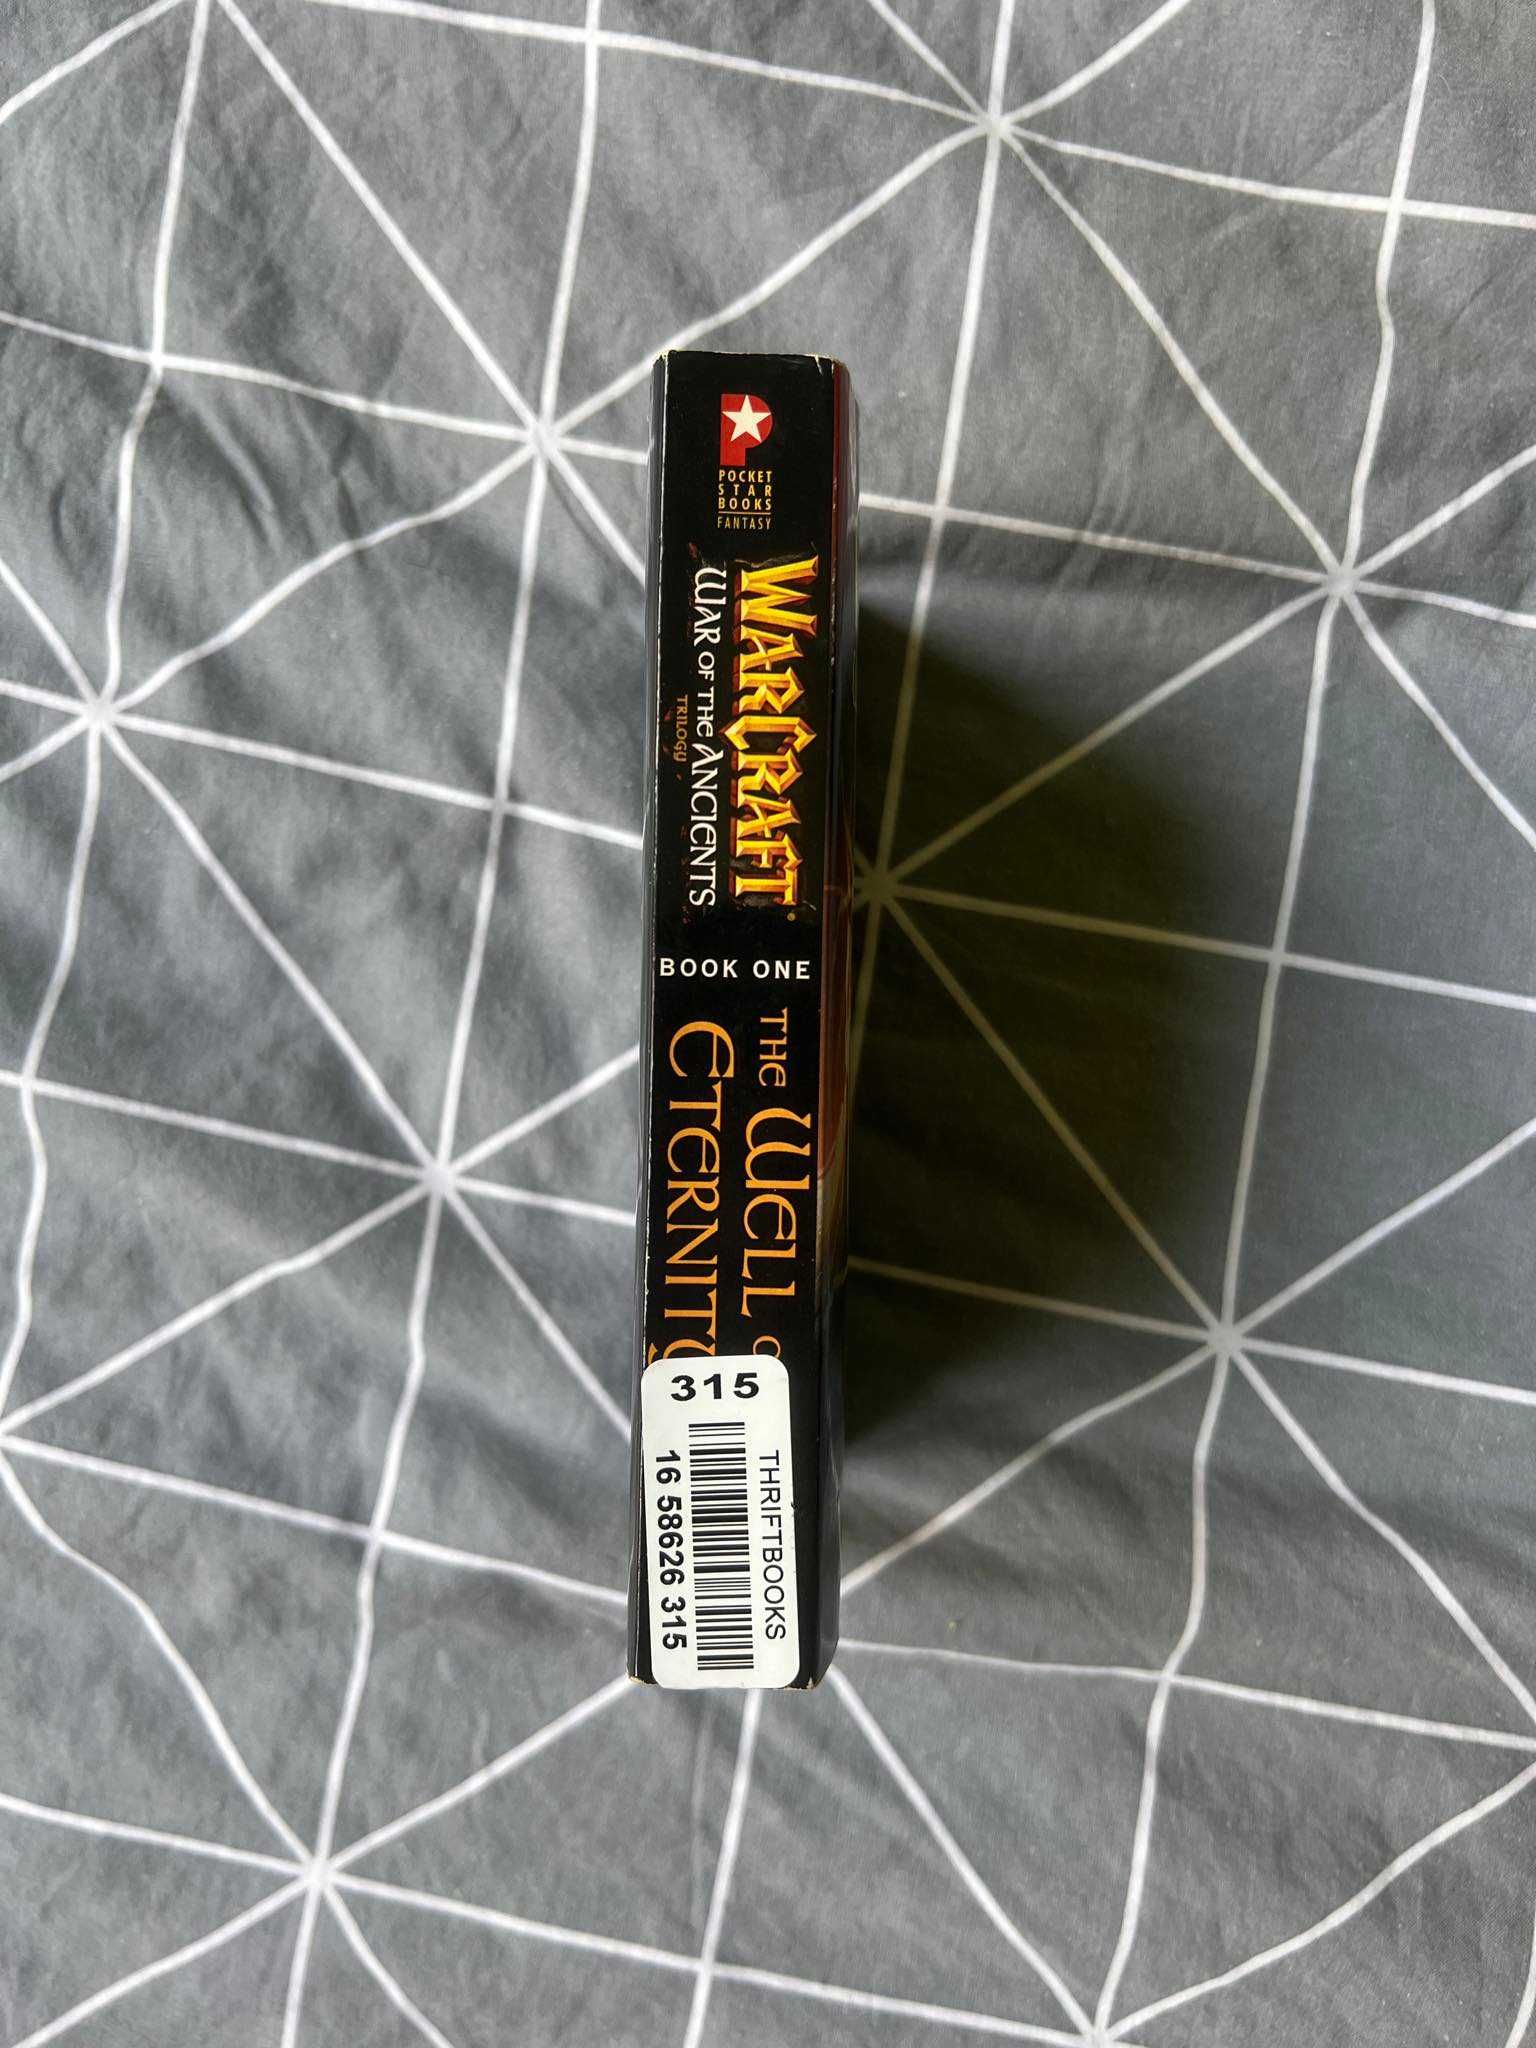 POCKET
STAR
BOOKS
FANTASY
WARCRAFT
WAR OF THE ANCIENTS
TRILOGY
BOOK ONE
THE WELL
ETERNITY
315
THRIFTBOOKS
16 58626 315